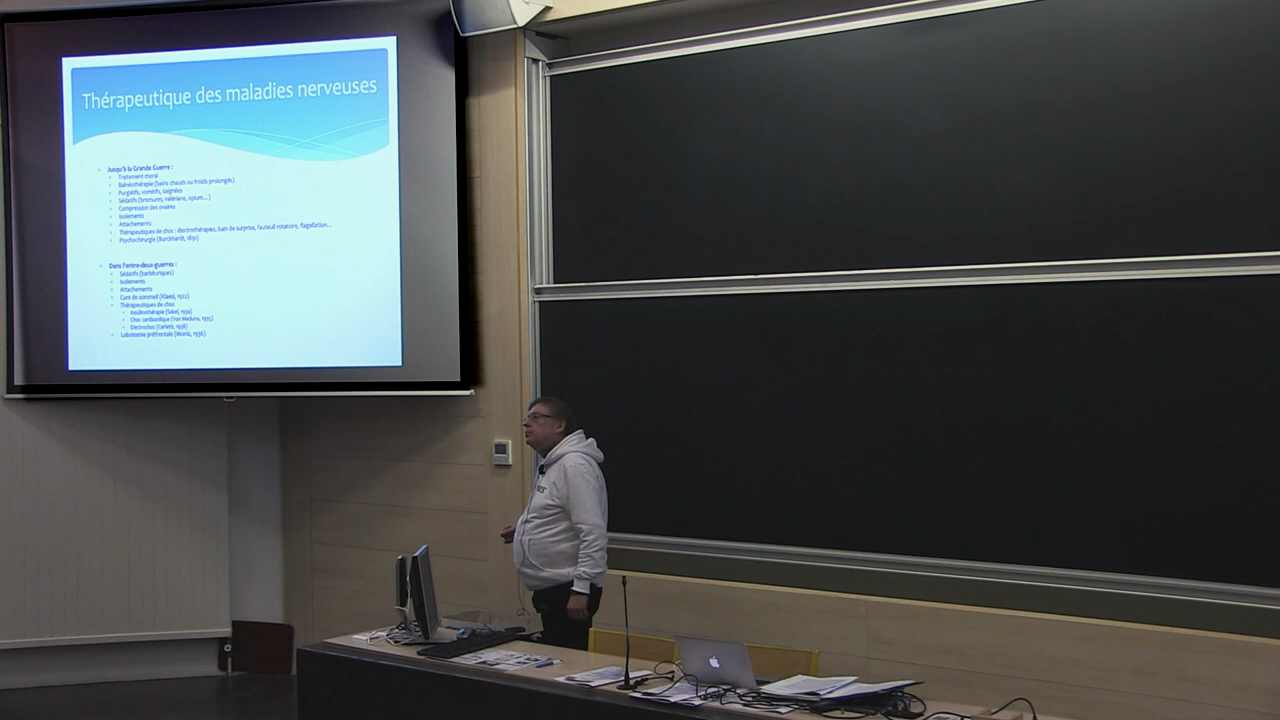 Thérapeutique des maladies nerveuses
Jusqu'à la Grande Guerre :
Traitement moral
Balnéothérapie (bains chauds ou froids prolongés)
Purgatifs, vomitifs, saignées
Sédatifs (bromures, valériane, opium...)
Compression des ovaires
Isolements
Attachements
Thérapeutiques de choc : électrothérapies, bain de surprise, fauteuil rotatoire, flagellation...
Psychochirurgie (Burckhardt, 1891)
Dans l'entre-deux-guerres :
Sédatifs (barbituriques)
Isolements
Attachements
Cure de sommeil (Klaesi, 1922)
Thérapeutiques de choc
Insulinothérapie (Sakel, 1934)
Choc cardiazolique (Von Meduna, 1935)
Electrochoc (Cerletti, 1938)
Lobotomie préfrontale (Moniz, 1936)